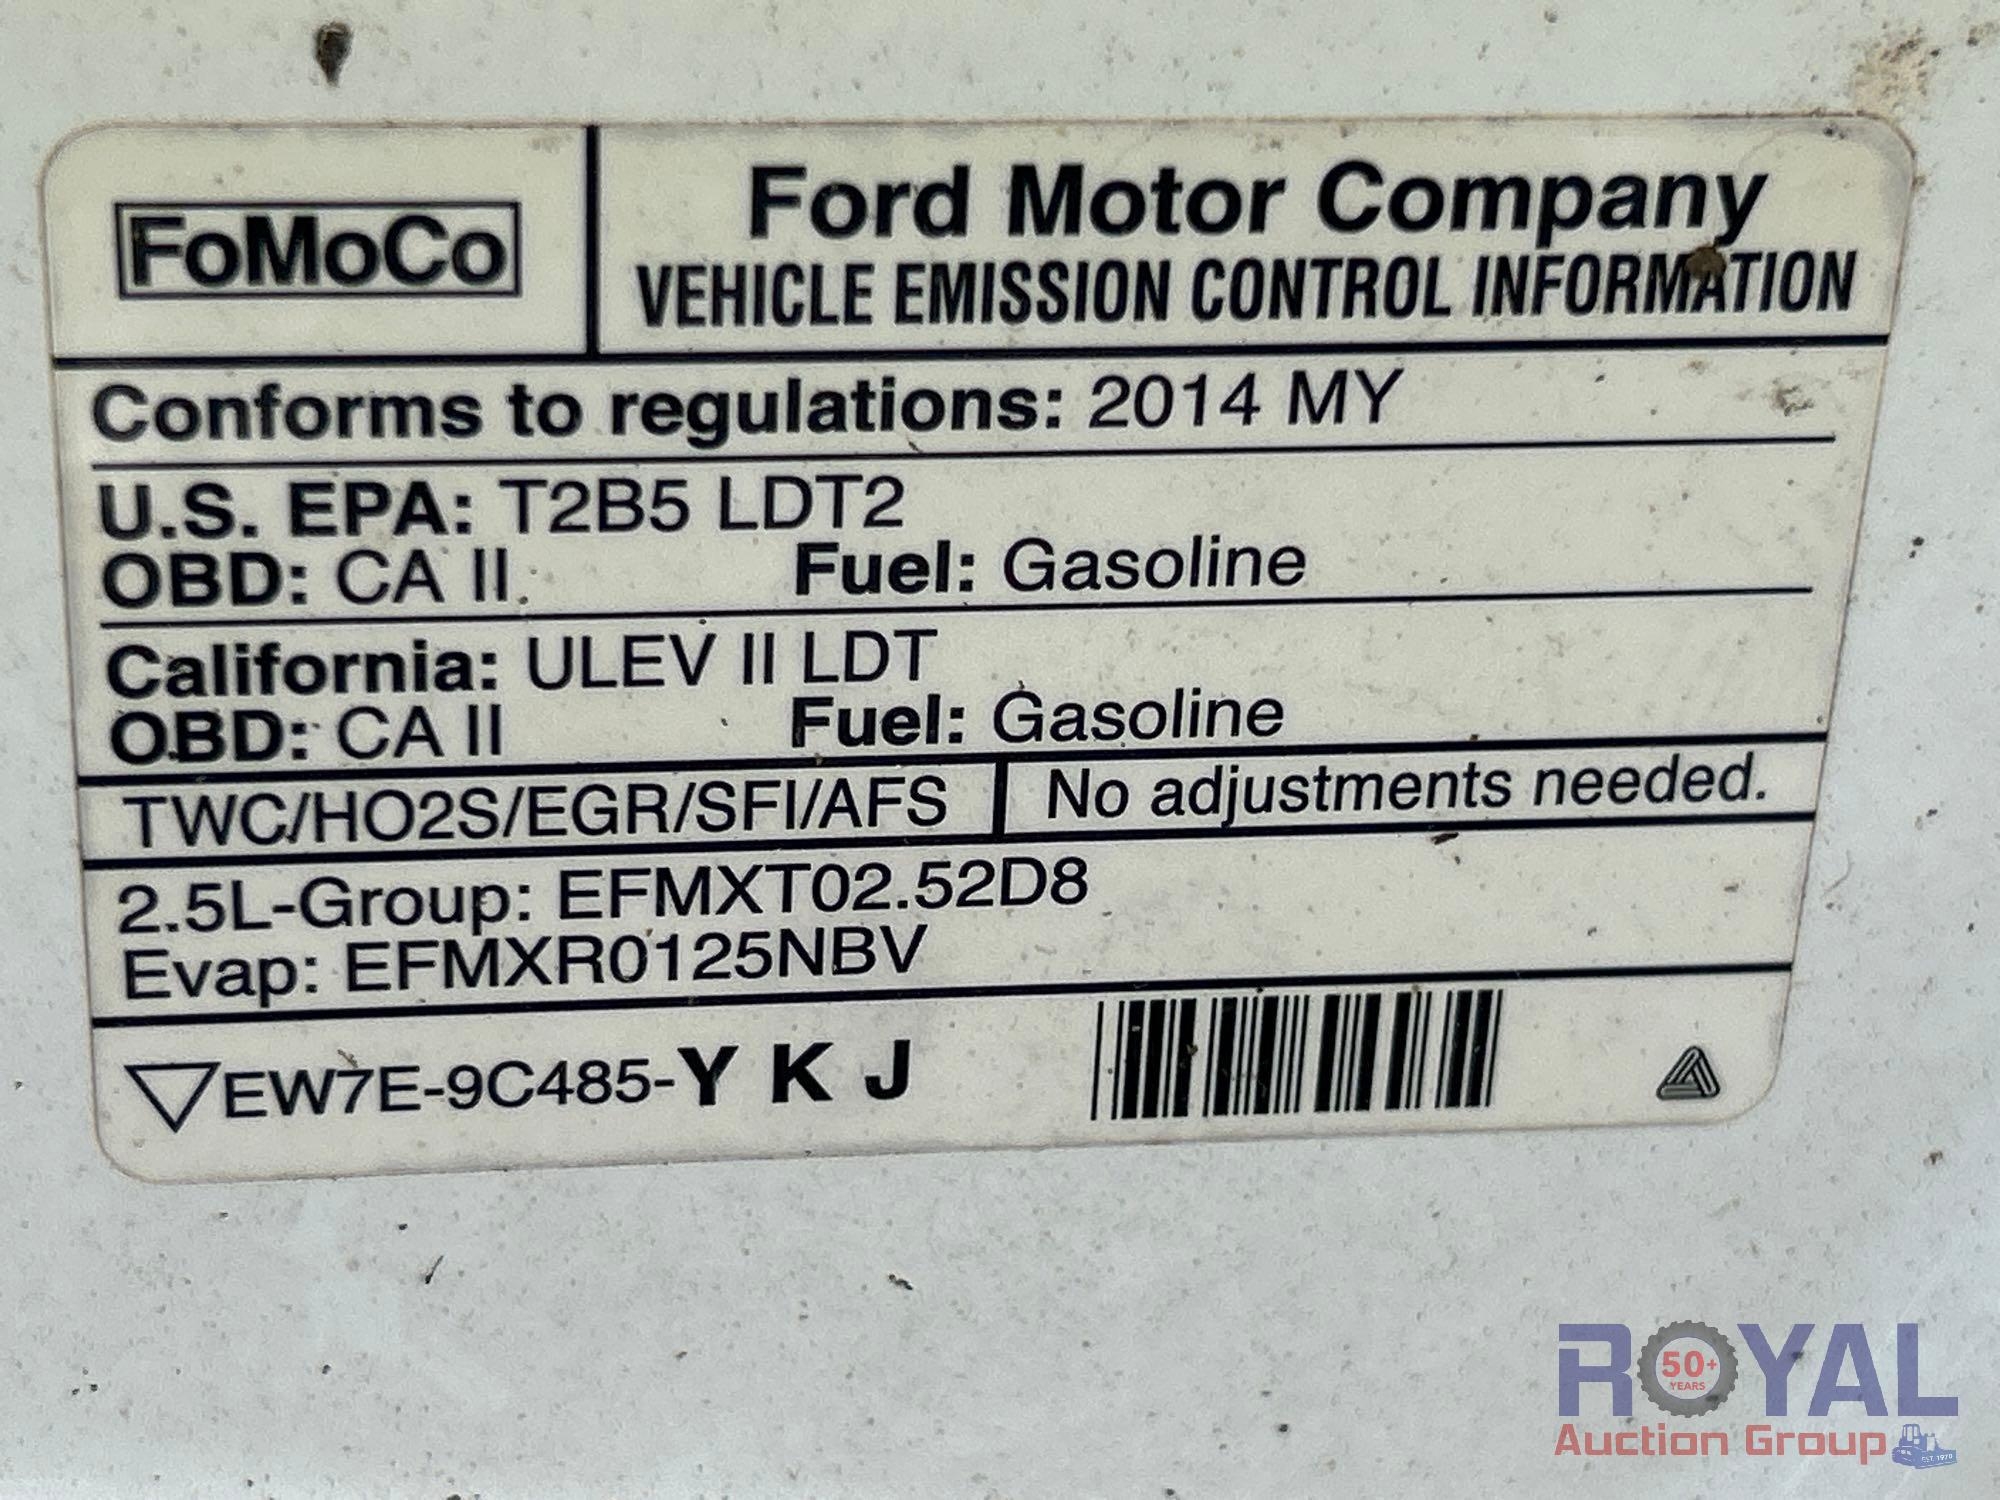 FoMoCo
Ford Motor Company
VEHICLE EMISSION CONTROL INFORMATION
Conforms to regulations: 2014 MY
U.S. EPA: T2B5 LDT2
OBD: CA II Fuel: Gasoline
California: ULEV II LDT
OBD: CA II Fuel: Gasoline
TWC/HO2S/EGR/SFI/AFS No adjustments needed.
2.5L-Group: EFMXT02.52D8
Evap: EFMXR0125NBV
EW7E-9C485-Y K J
ROYAL
50+
YEARS
Auction Group
EST. 1970